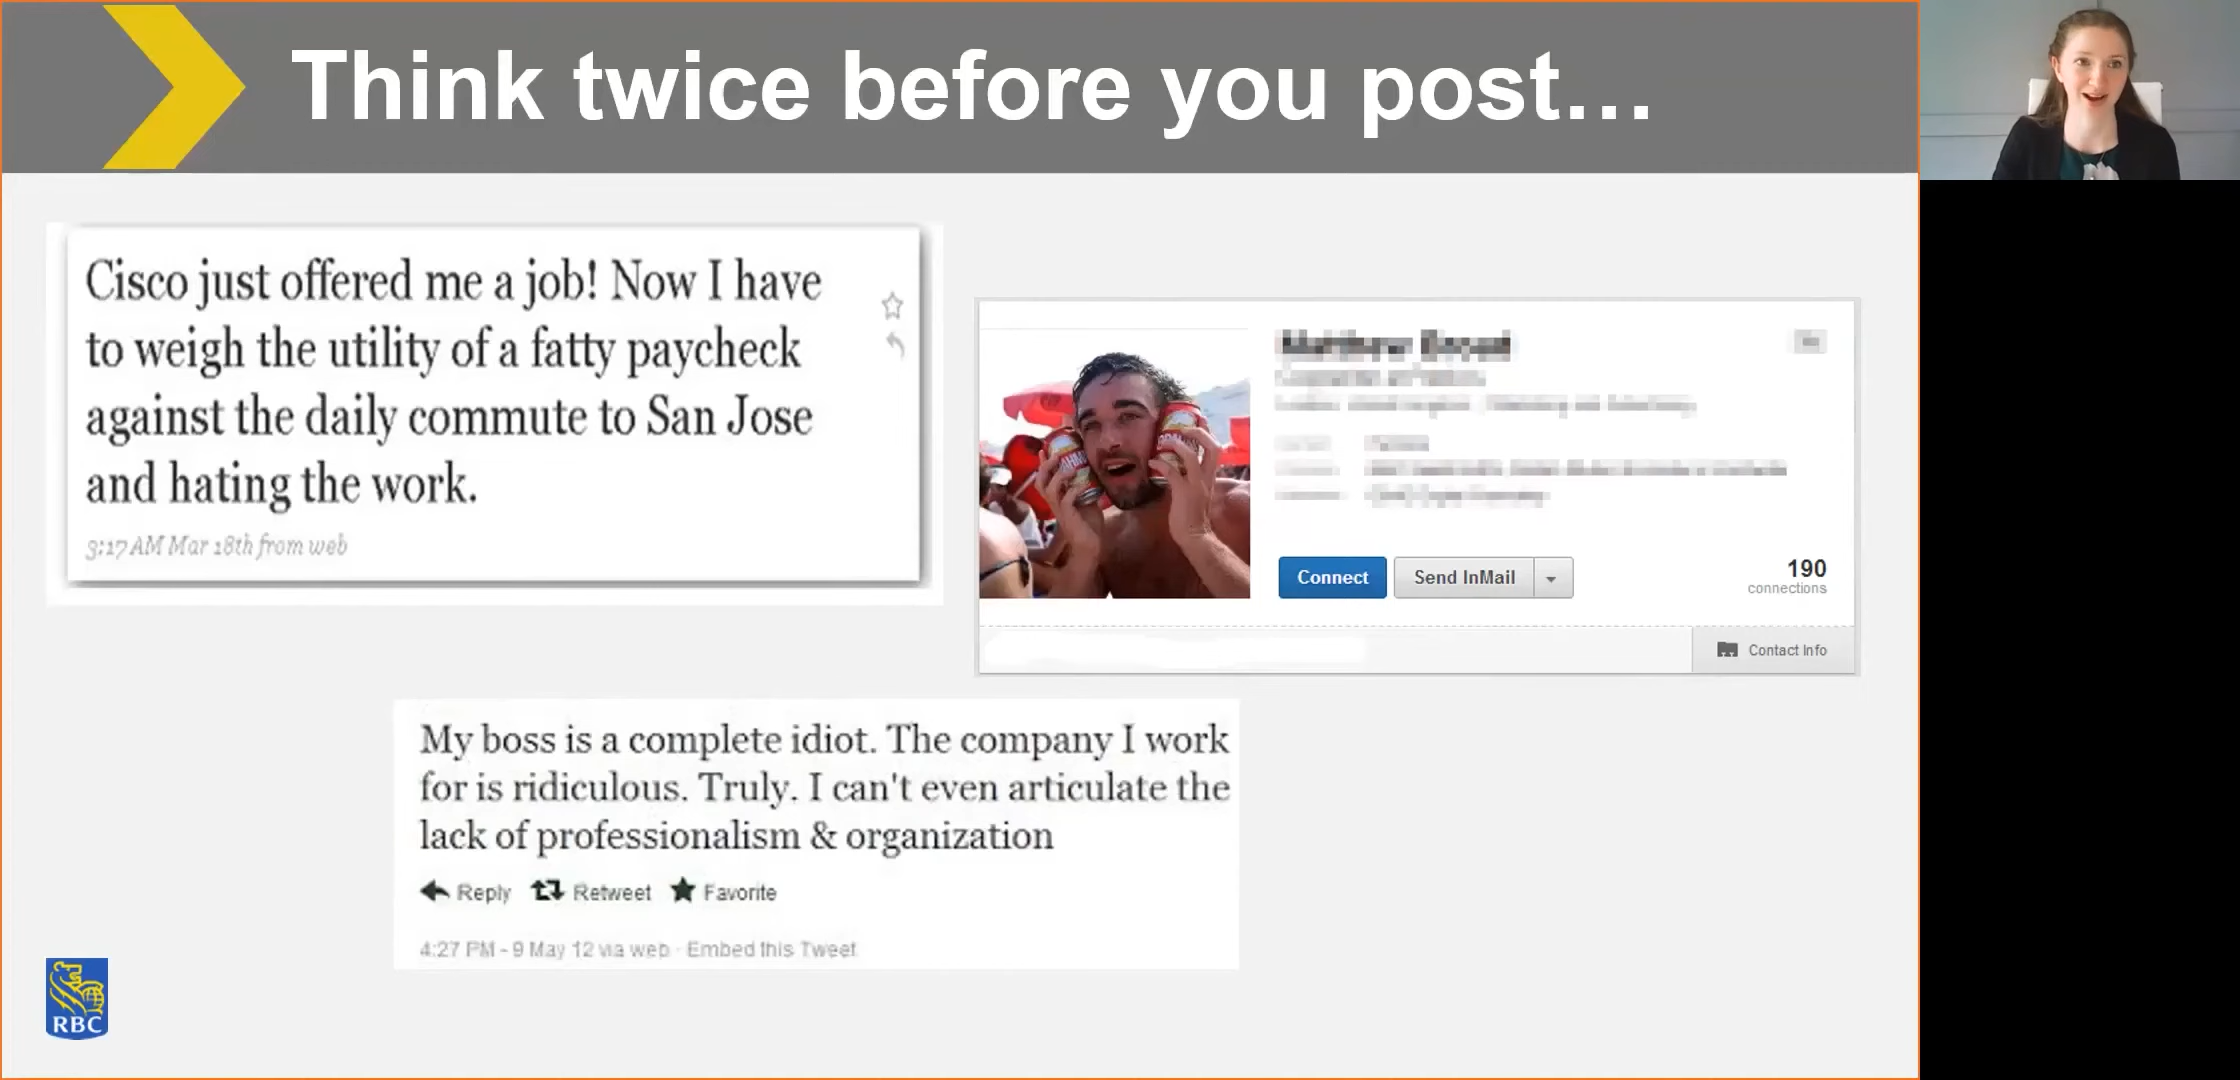 Think twice before you post...
Cisco just offered me a job! Now I have
to weigh the utility of a fatty paycheck
against the daily commute to San Jose
and hating the work.
3:17 AM Mar 18th from web
Connect
Send InMail
190
connections
Contact Info
My boss is a complete idiot. The company I work
for is ridiculous. Truly. I can't even articulate the
lack of professionalism & organization
Reply Retweet Favorite
4:27 PM - 9 May 12 via web · Embed this Tweet
RBC